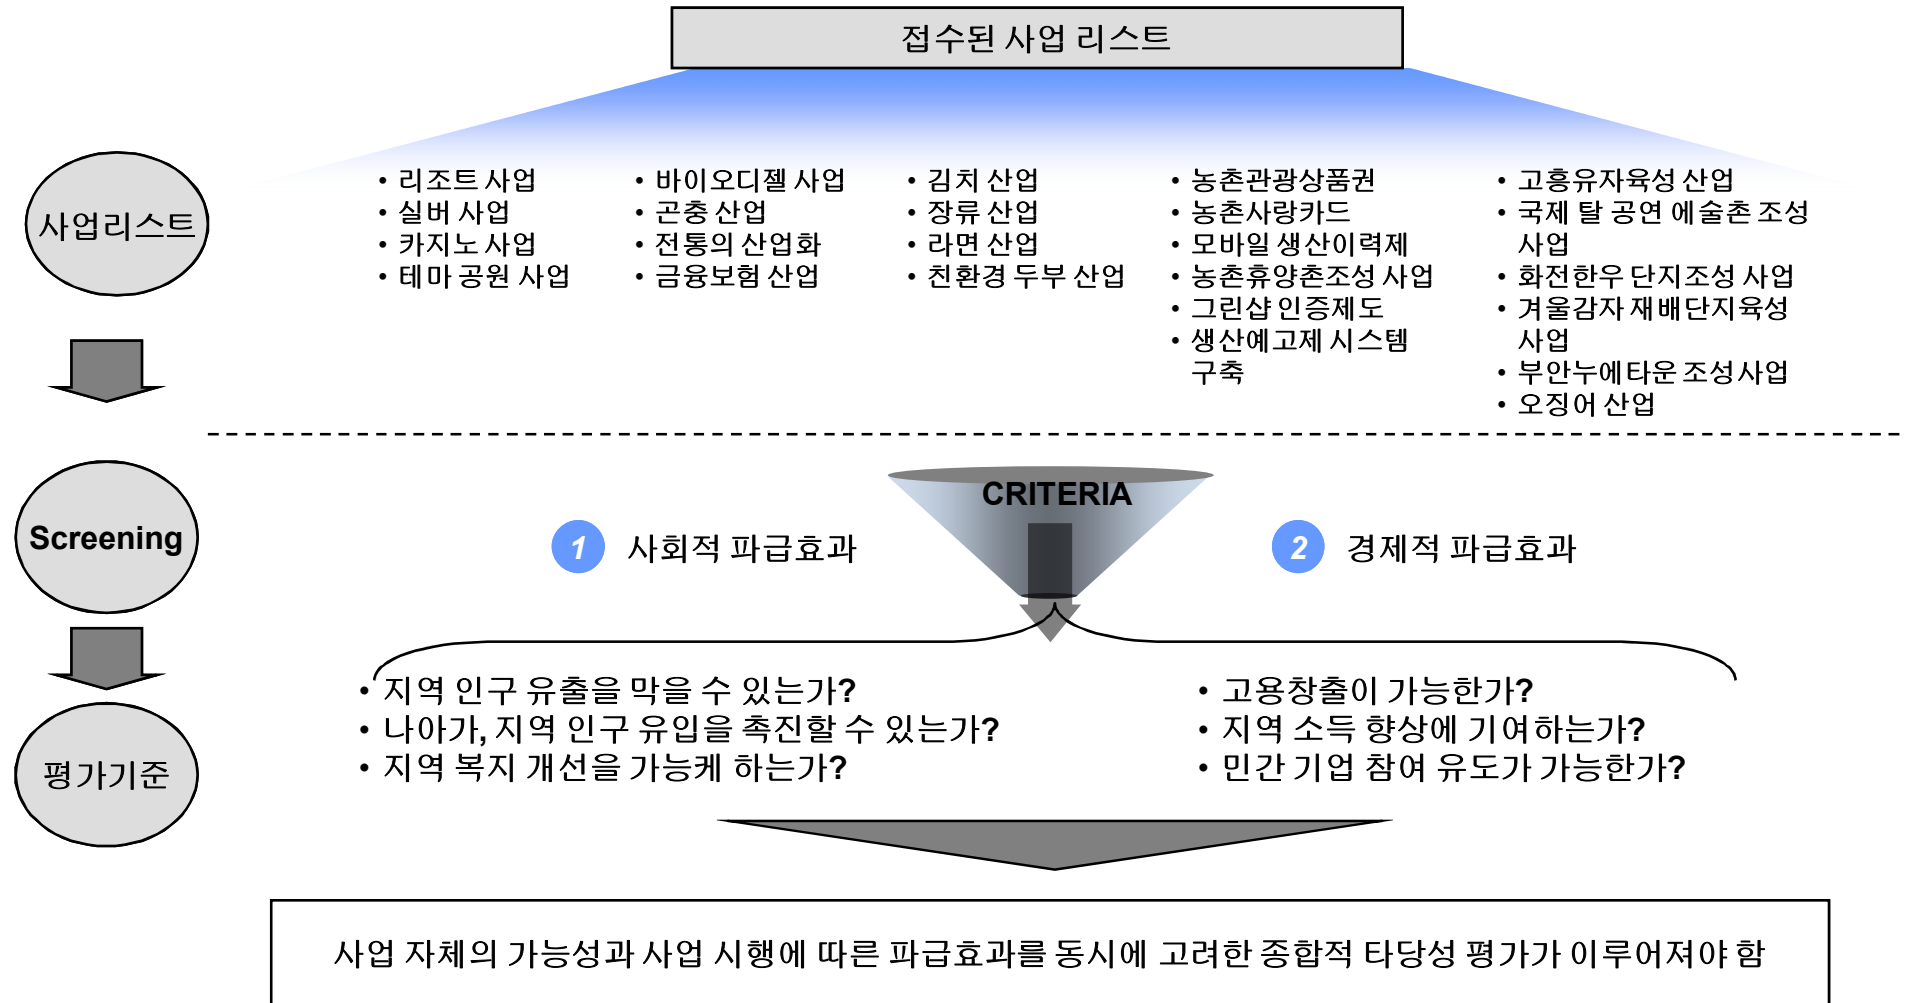 접수된 사업 리스트
사업리스트
• 리조트 사업
• 실버 사업
• 카지노 사업
• 테마 공원 사업
• 바이오디젤 사업
• 곤충 산업
• 전통의 산업화
• 금융보험 산업
• 김치 산업
• 장류 산업
• 라면 산업
• 친환경 두부 산업
• 농촌관광상품권
• 농촌사랑카드
• 모바일 생산이력제
• 농촌휴양촌조성 사업
• 그린샵 인증제도
• 생산예고제 시스템
구축
• 고흥유자육성 산업
• 국제 탈 공연 예술촌 조성
사업
• 화전한우 단지조성 사업
• 겨울감자 재배단지육성
사업
• 부안누에타운 조성사업
• 오징어 산업
Screening
CRITERIA
1 사회적 파급효과
2 경제적 파급효과
평가기준
• 지역 인구 유출을 막을 수 있는가?
• 나아가, 지역 인구 유입을 촉진할 수 있는가?
• 지역 복지 개선을 가능케 하는가?
• 고용창출이 가능한가?
• 지역 소득 향상에 기여하는가?
• 민간 기업 참여 유도가 가능한가?
사업 자체의 가능성과 사업 시행에 따른 파급효과를 동시에 고려한 종합적 타당성 평가가 이루어져야 함